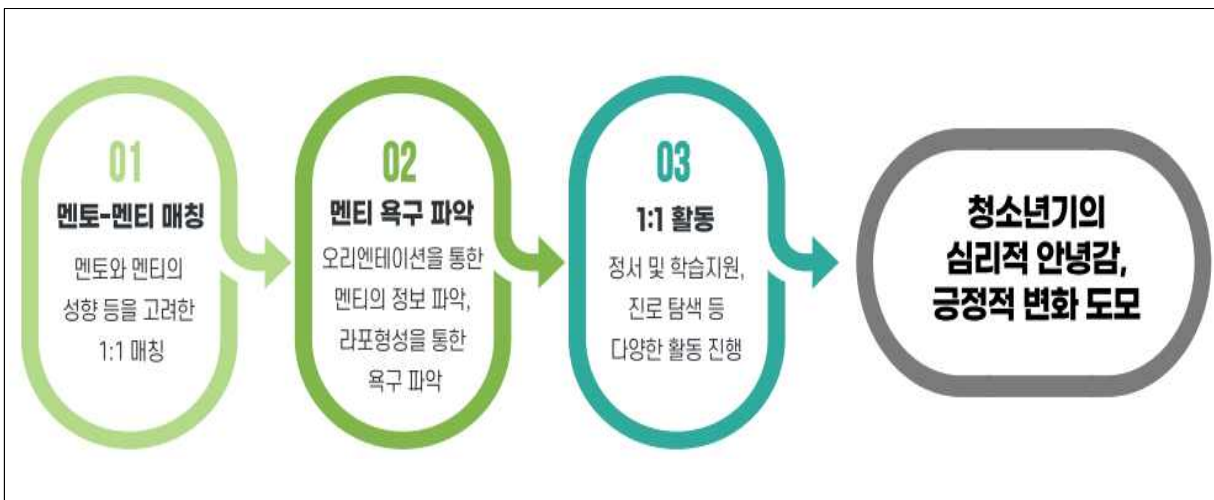 01
멘토-멘티 매칭
멘토와 멘티의
성향 등을 고려한
1:1 매칭
02
멘티 욕구 파악
오리엔테이션을 통한
멘티의 정보 파악,
라포형성을 통한
욕구 파악
03
1:1 활동
정서 및 학습지원,
진로 탐색 등
다양한 활동 진행
청소년기의
심리적 안녕감,
긍정적 변화 도모